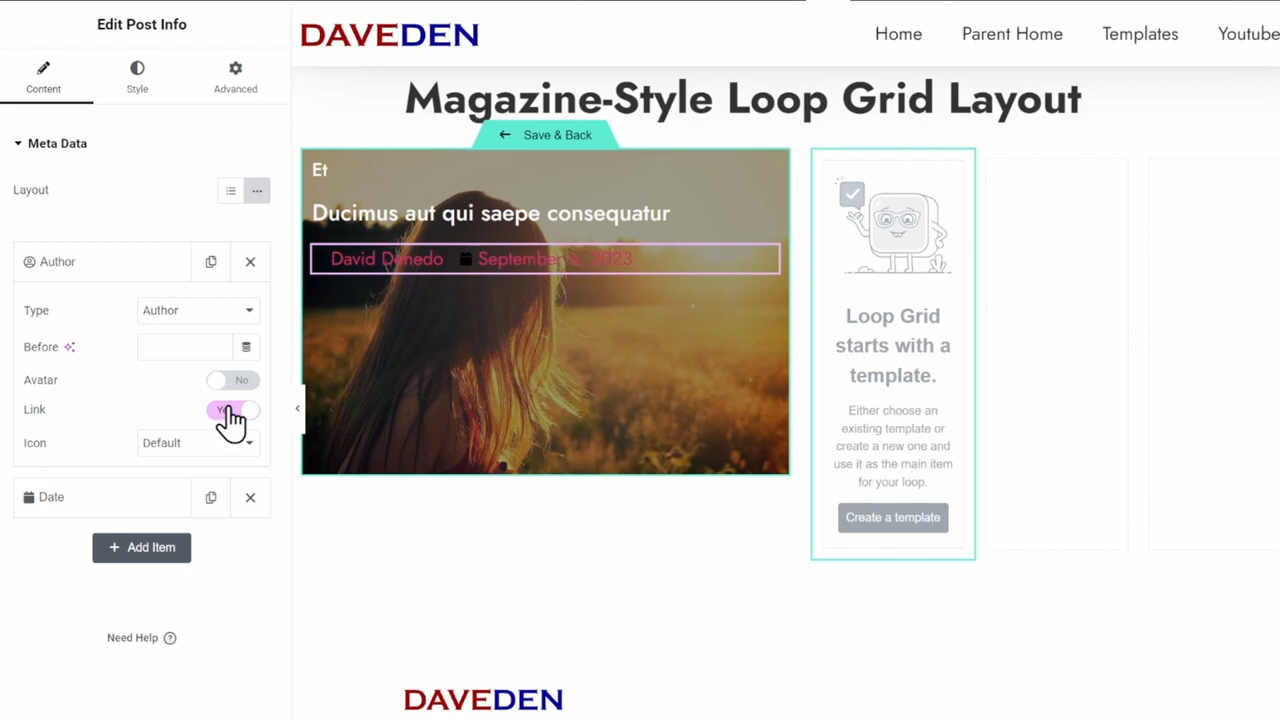 Edit Post Info
Content
Style
Advanced
Meta Data
Layout
Author
Type
Author
Before
Avatar
No
Link
Icon
Default
Date
+ Add Item
Need Help
DAVEDEN
Home
Parent Home
Templates
Youtube
Magazine-Style Loop Grid Layout
Save & Back
Et
Ducimus aut qui saepe consequatur
David Denedo September 8, 2023
Loop Grid
starts with a
template.
Either choose an
existing template or
create a new one and
use it as the main item
for your loop.
Create a template
DAVEDEN